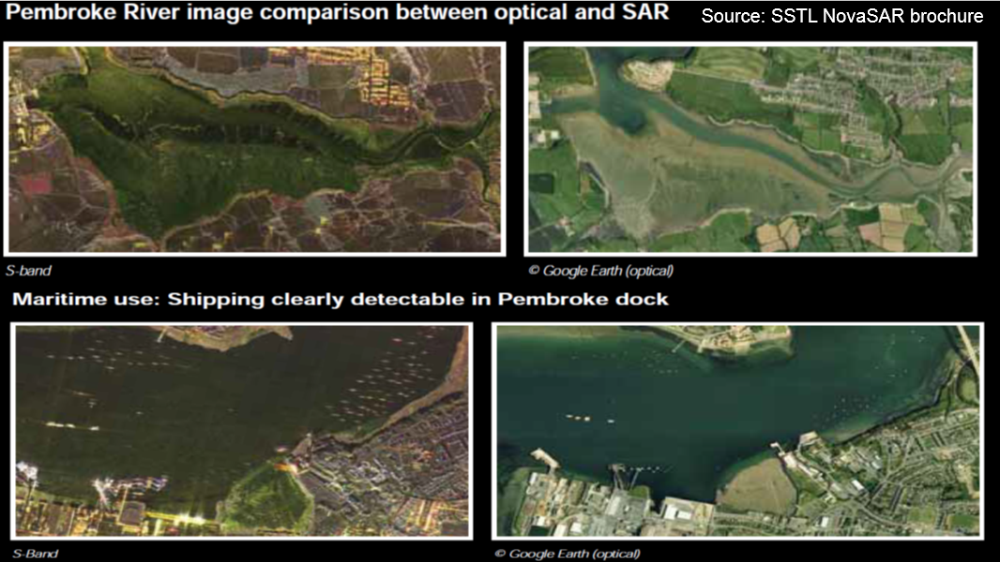 Pembroke River image comparison between optical and SAR
Source: SSTL NovaSAR brochure
S-band
© Google Earth (optical)
Maritime use: Shipping clearly detectable in Pembroke dock
S-Band
© Google Earth (optical)